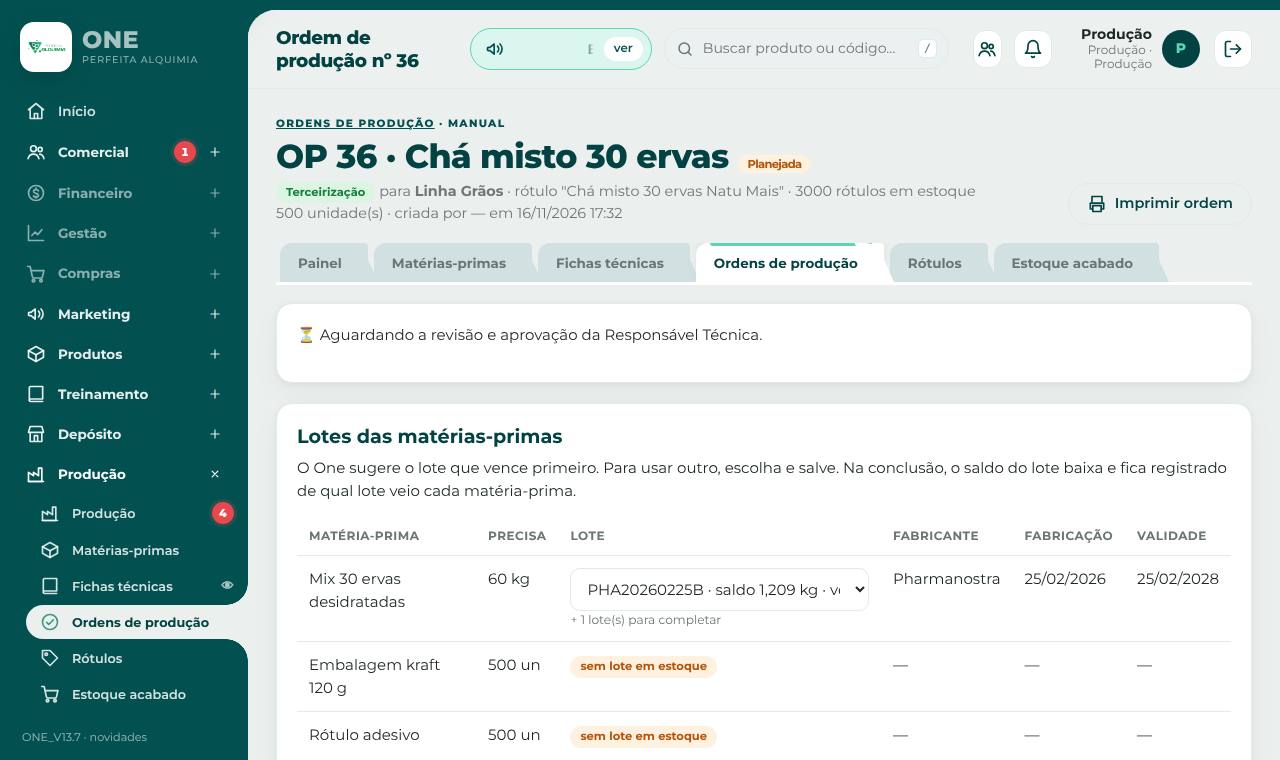 ONE
PERFEITA ALQUIMIA
Início
Comercial 1 +
Financeiro +
Gestão +
Compras +
Marketing +
Produtos +
Treinamento +
Depósito +
Produção ×
Produção 4
Matérias-primas
Fichas técnicas
Ordens de produção
Rótulos
Estoque acabado
ONE_V13.7 · novidades
Ordem de
produção nº 36
ver
Buscar produto ou código... /
Produção
Produção ·
Produção
P
ORDENS DE PRODUÇÃO · MANUAL
OP 36 · Chá misto 30 ervas Planejada
Terceirização para Linha Grãos · rótulo "Chá misto 30 ervas Natu Mais" · 3000 rótulos em estoque
500 unidade(s) · criada por — em 16/11/2026 17:32
Imprimir ordem
Painel Matérias-primas Fichas técnicas Ordens de produção Rótulos Estoque acabado
⏳ Aguardando a revisão e aprovação da Responsável Técnica.
Lotes das matérias-primas
O One sugere o lote que vence primeiro. Para usar outro, escolha e salve. Na conclusão, o saldo do lote baixa e fica registrado
de qual lote veio cada matéria-prima.
MATÉRIA-PRIMA PRECISA LOTE FABRICANTE FABRICAÇÃO VALIDADE
Mix 30 ervas
desidratadas
60 kg
PHA20260225B · saldo 1,209 kg ·
+ 1 lote(s) para completar
Pharmanostra 25/02/2026 25/02/2028
Embalagem kraft
120 g
500 un sem lote em estoque — — —
Rótulo adesivo 500 un sem lote em estoque — — —